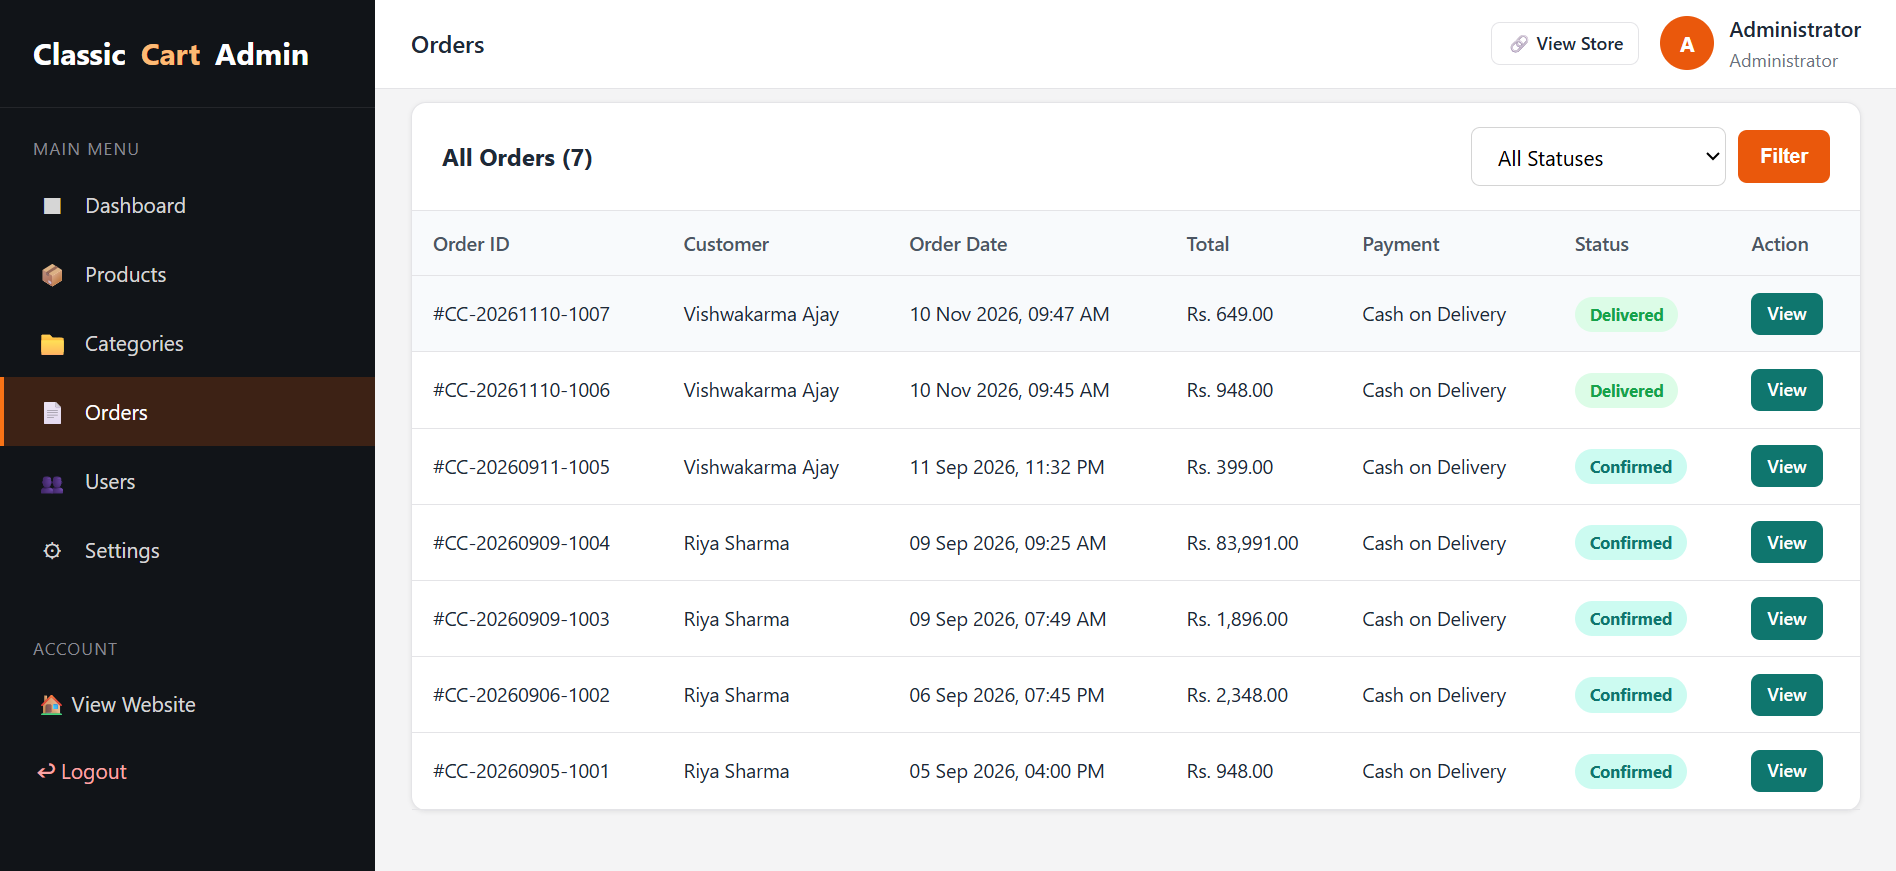 Classic Cart Admin
MAIN MENU
Dashboard
Products
Categories
Orders
Users
Settings
ACCOUNT
View Website
Logout
Orders
View Store
A
Administrator
Administrator
All Orders (7)
All Statuses
Filter
Order ID Customer Order Date Total Payment Status Action
#CC-20261110-1007 Vishwakarma Ajay 10 Nov 2026, 09:47 AM Rs. 649.00 Cash on Delivery Delivered View
#CC-20261110-1006 Vishwakarma Ajay 10 Nov 2026, 09:45 AM Rs. 948.00 Cash on Delivery Delivered View
#CC-20260911-1005 Vishwakarma Ajay 11 Sep 2026, 11:32 PM Rs. 399.00 Cash on Delivery Confirmed View
#CC-20260909-1004 Riya Sharma 09 Sep 2026, 09:25 AM Rs. 83,991.00 Cash on Delivery Confirmed View
#CC-20260909-1003 Riya Sharma 09 Sep 2026, 07:49 AM Rs. 1,896.00 Cash on Delivery Confirmed View
#CC-20260906-1002 Riya Sharma 06 Sep 2026, 07:45 PM Rs. 2,348.00 Cash on Delivery Confirmed View
#CC-20260905-1001 Riya Sharma 05 Sep 2026, 04:00 PM Rs. 948.00 Cash on Delivery Confirmed View